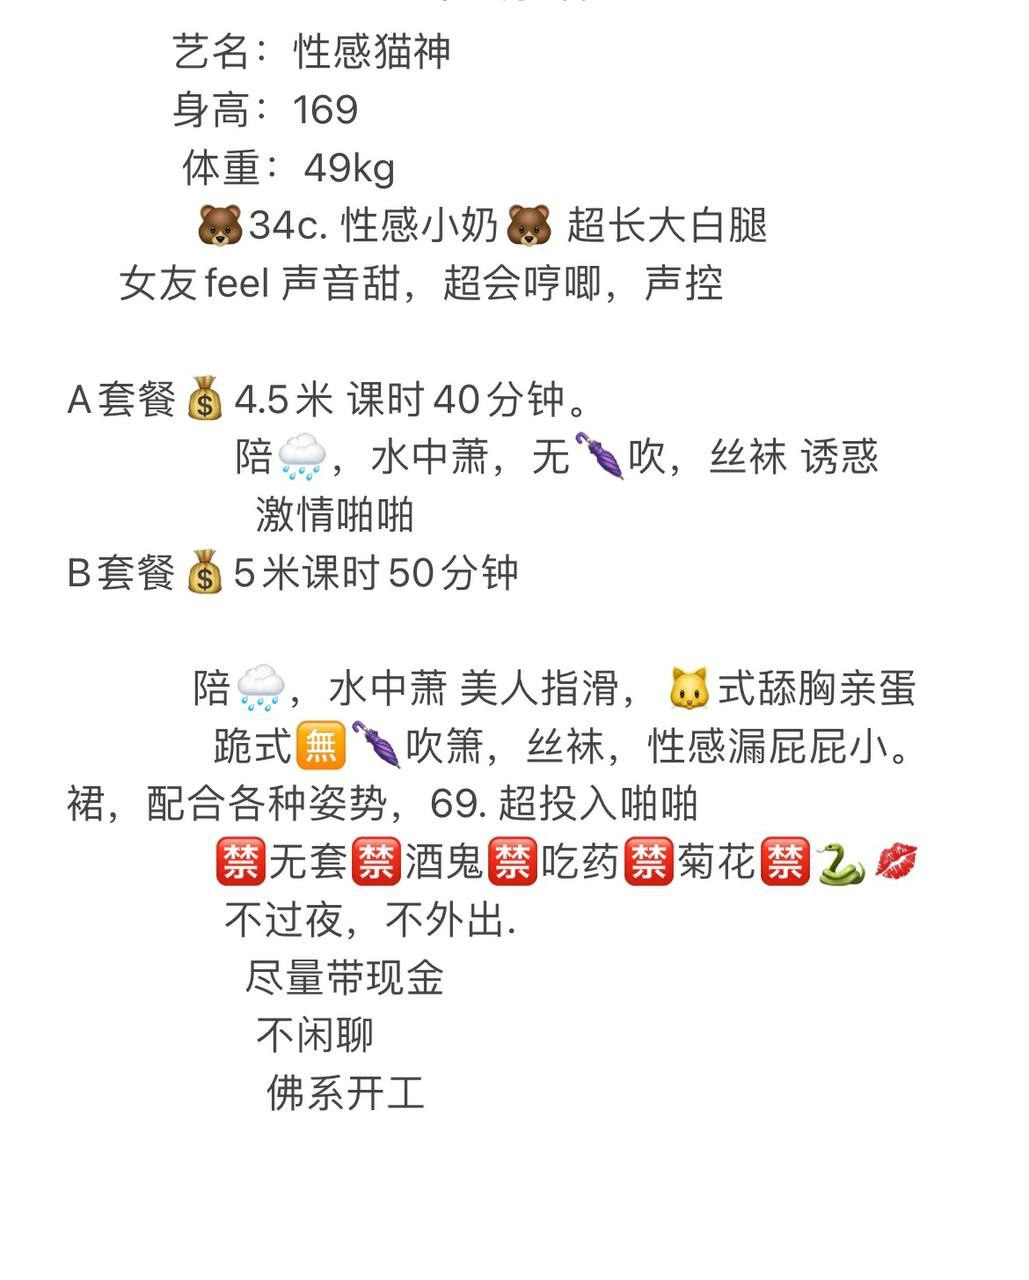 艺名：性感猫神
身高：169
体重：49kg
🐻34c. 性感小奶🐻 超长大白腿
女友feel 声音甜，超会哼唧，声控
A套餐💰4.5米 课时40分钟。
陪🌧️，水中萧，无🌂吹，丝袜 诱惑
激情啪啪
B套餐💰5米课时50分钟
陪🌧️，水中萧 美人指滑，🐱式舔胸亲蛋
跪式🈚🌂吹箫，丝袜，性感漏屁屁小。
裙，配合各种姿势，69. 超投入啪啪
🈲无套🈲酒鬼🈲吃药🈲菊花🈲🐍💋
不过夜，不外出.
尽量带现金
不闲聊
佛系开工